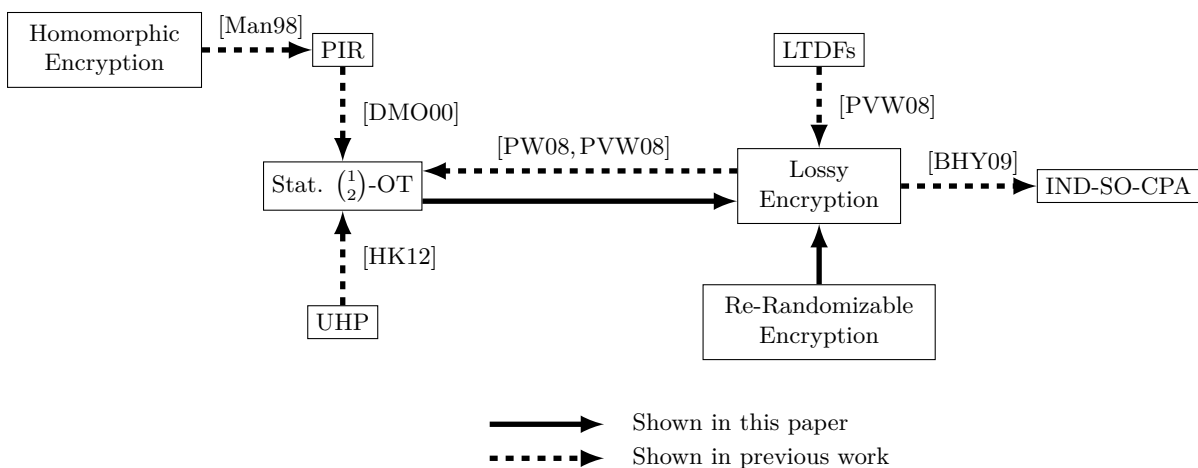 Homomorphic
Encryption
[Man98]
PIR
LTDFs
[DMO00]
[PVW08]
[PW08, PVW08]
Stat. (1 2)-OT
Lossy
Encryption
[BHY09]
IND-SO-CPA
[HK12]
UHP
Re-Randomizable
Encryption
Shown in this paper
Shown in previous work